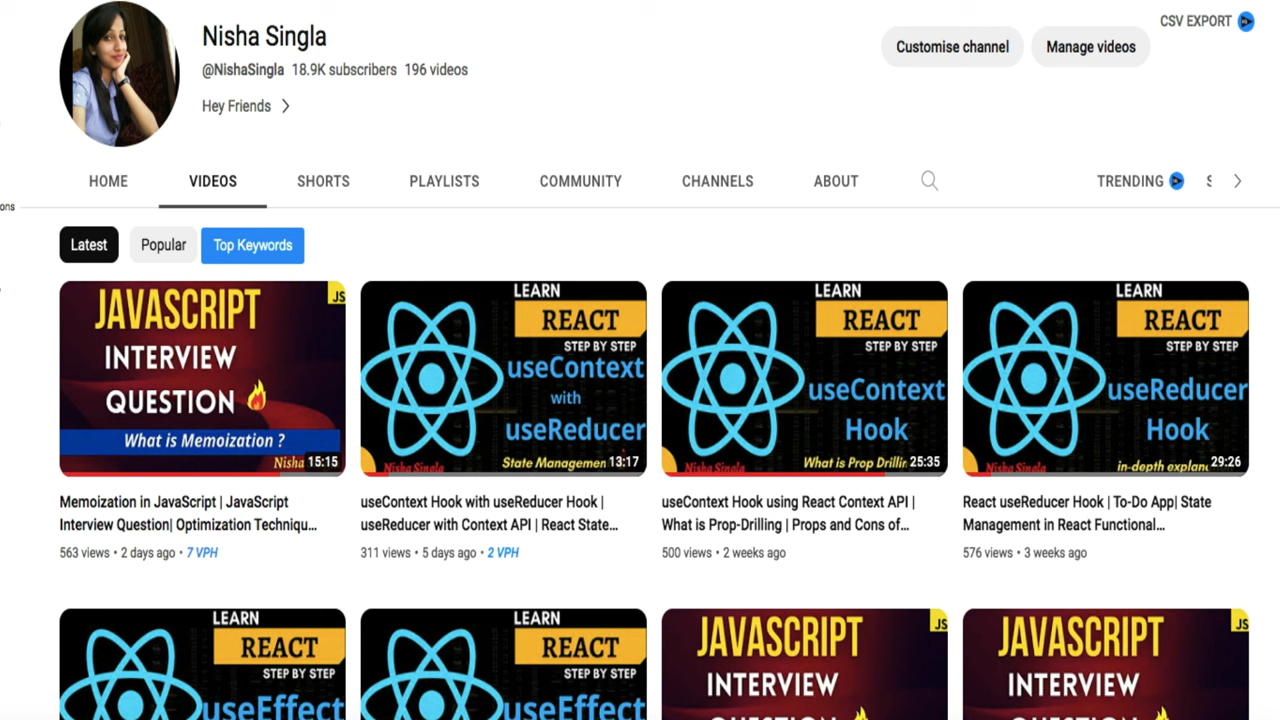 CSV EXPORT
Nisha Singla
Customise channel
Manage videos
@NishaSingla 18.9K subscribers 196 videos
Hey Friends
HOME VIDEOS SHORTS PLAYLISTS COMMUNITY CHANNELS ABOUT TRENDING S
ons
Latest Popular Top Keywords
JAVASCRIPT
JS
INTERVIEW
QUESTION
What is Memoization ?
Nisha 15:15
LEARN
REACT
STEP BY STEP
useContext
with
useReducer
Nisha Singla State Managemen 13:17
LEARN
REACT
STEP BY STEP
useContext
Hook
Nisha Singla What is Prop Drillin 25:35
LEARN
REACT
STEP BY STEP
useReducer
Hook
Nisha Singla in-depth explan 29:26
Memoization in JavaScript | JavaScript
Interview Question| Optimization Techniqu...
563 views • 2 days ago • 7 VPH
useContext Hook with useReducer Hook |
useReducer with Context API | React State...
311 views • 5 days ago • 2 VPH
useContext Hook using React Context API |
What is Prop-Drilling | Props and Cons of...
500 views • 2 weeks ago
React useReducer Hook | To-Do App| State
Management in React Functional...
576 views • 3 weeks ago
LEARN
REACT
STEP BY STEP
useEffect
LEARN
REACT
STEP BY STEP
useEffect
JAVASCRIPT
JS
INTERVIEW
QUESTION
JAVASCRIPT
JS
INTERVIEW
QUESTION